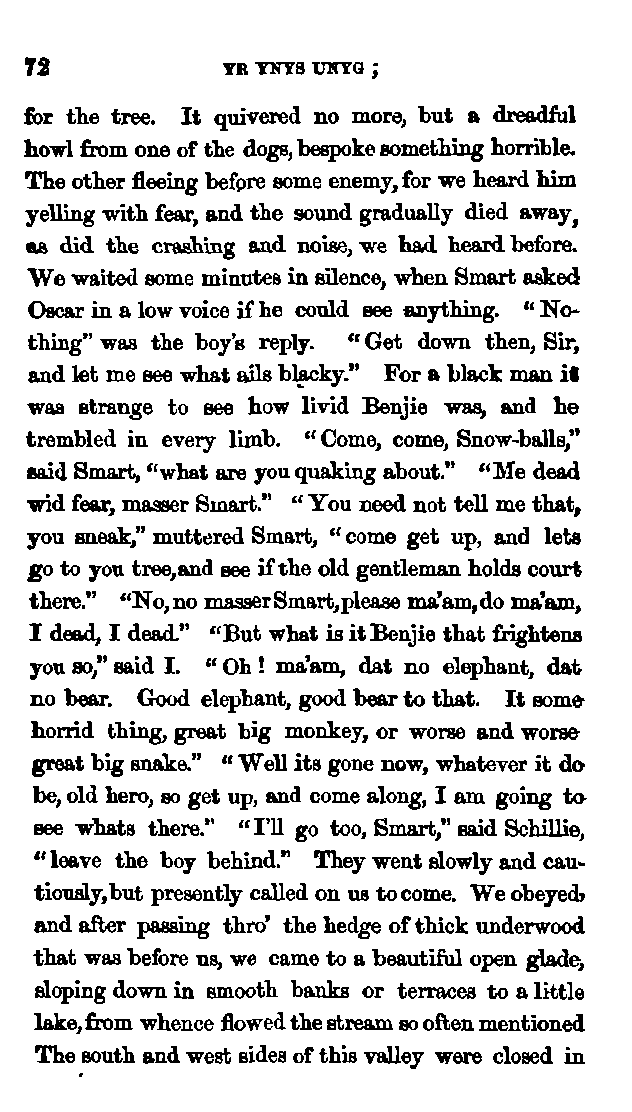 72 YR YNYS UNYG ;
for the tree. It quivered no more, but a dreadful
howl from one of the dogs, bespoke something horrible.
The other fleeing before some enemy, for we heard him
yelling with fear, and the sound gradually died away,
as did the crashing and noise, we had heard before.
We waited some minutes in silence, when Smart asked
Oscar in a low voice if he could see anything. "No-
thing" was the boy's reply. "Get down then, Sir,
and let me see what ails blacky." For a black man it
was strange to see how livid Benjie was, and he
trembled in every limb. "Come, come, Snow-balls,"
said Smart, "what are you quaking about." "Me dead
wid fear, masser Smart." "You need not tell me that,
you sneak," muttered Smart, "come get up, and lets
go to you tree, and see if the old gentleman holds court
there." "No, no masser Smart, please ma'am, do ma'am,
I dead, I dead." "But what is it Benjie that frightens
you so," said I. "Oh! ma'am, dat no elephant, dat
no bear. Good elephant, good bear to that. It some
horrid thing, great big monkey, or worse and worse
great big snake." "Well its gone now, whatever it do
be, old hero, so get up, and come along, I am going to
see whats there." "I'll go too, Smart," said Schillie,
"leave the boy behind." They went slowly and cau-
tiously, but presently called on us to come. We obeyed,
and after passing thro' the hedge of thick underwood
that was before us, we came to a beautiful open glade,
sloping down in smooth banks or terraces to a little
lake, from whence flowed the stream so often mentioned
The south and west sides of this valley were closed in